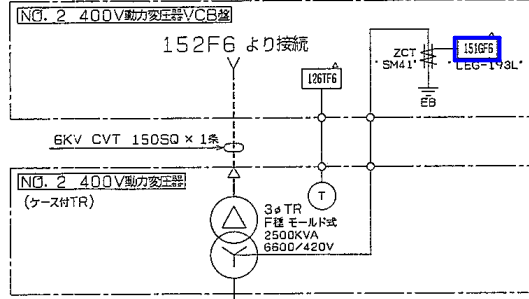 NO. 2 400V動力変圧器VCB盤
152F6 より接続
126TF6
ZCT
"SM41"
151GF6
"LEG-193L"
EB
6KV CVT 150SQ × 1条
NO. 2 400V動力変圧器
(ケース付TR)
T
3φTR
F種 モールド式
2500KVA
6600/420V